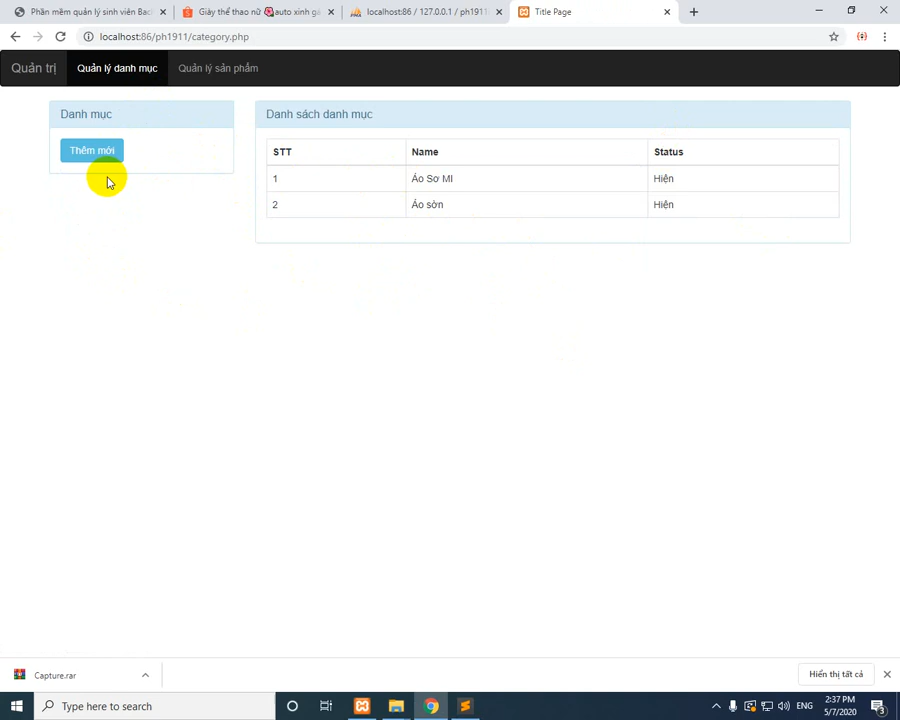 Phần mềm quản lý sinh viên Bac
Giày thể thao nữ 🌺auto xinh gá
localhost:86 / 127.0.0.1 / ph1911
Title Page
localhost:86/ph1911/category.php
Quản trị
Quản lý danh mục
Quản lý sản phẩm
Danh mục
Thêm mới
Danh sách danh mục
STT Name Status
1 Áo Sơ MI Hiện
2 Áo sờn Hiện
Capture.rar
Hiển thị tất cả
Type here to search
ENG
2:37 PM
5/7/2020
3